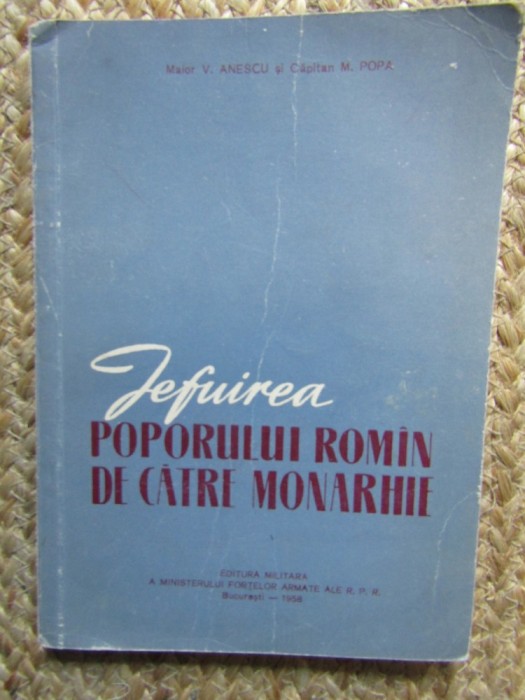 Maior V. ANESCU și Căpitan M. POPA
Jefuirea
POPORULUI ROMÎN
DE CĂTRE MONARHIE
EDITURA MILITARĂ
A MINISTERULUI FORȚELOR ARMATE ALE R. P. R.
București — 1958